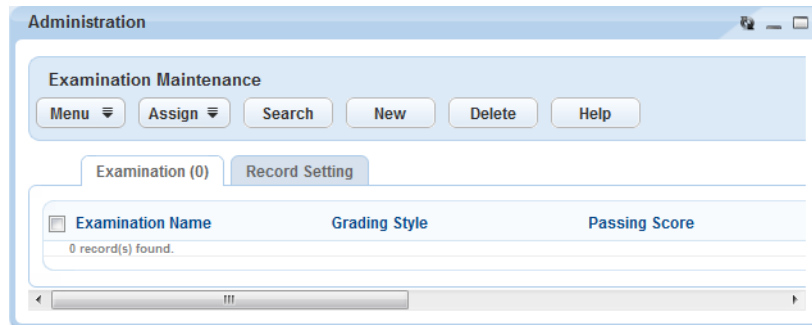 Administration
Examination Maintenance
Menu Assign Search New Delete Help
Examination (0) Record Setting
Examination Name Grading Style Passing Score
0 record(s) found.